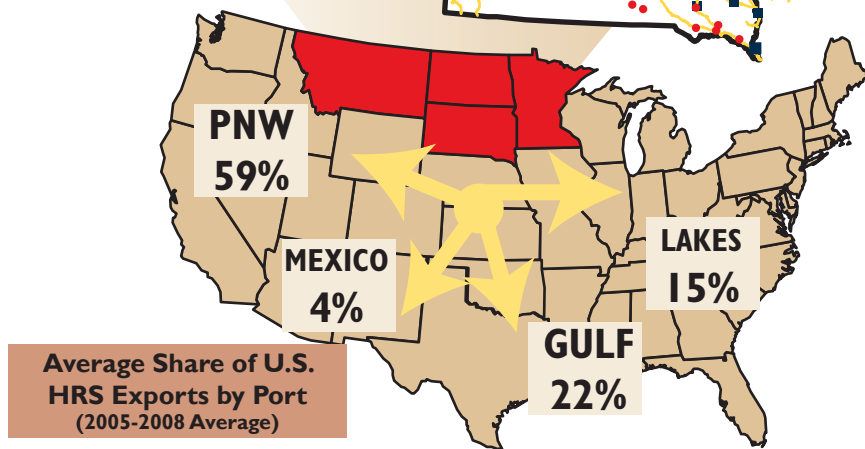 PNW
59%
MEXICO
4%
LAKES
15%
GULF
22%
Average Share of U.S.
HRS Exports by Port
(2005-2008 Average)